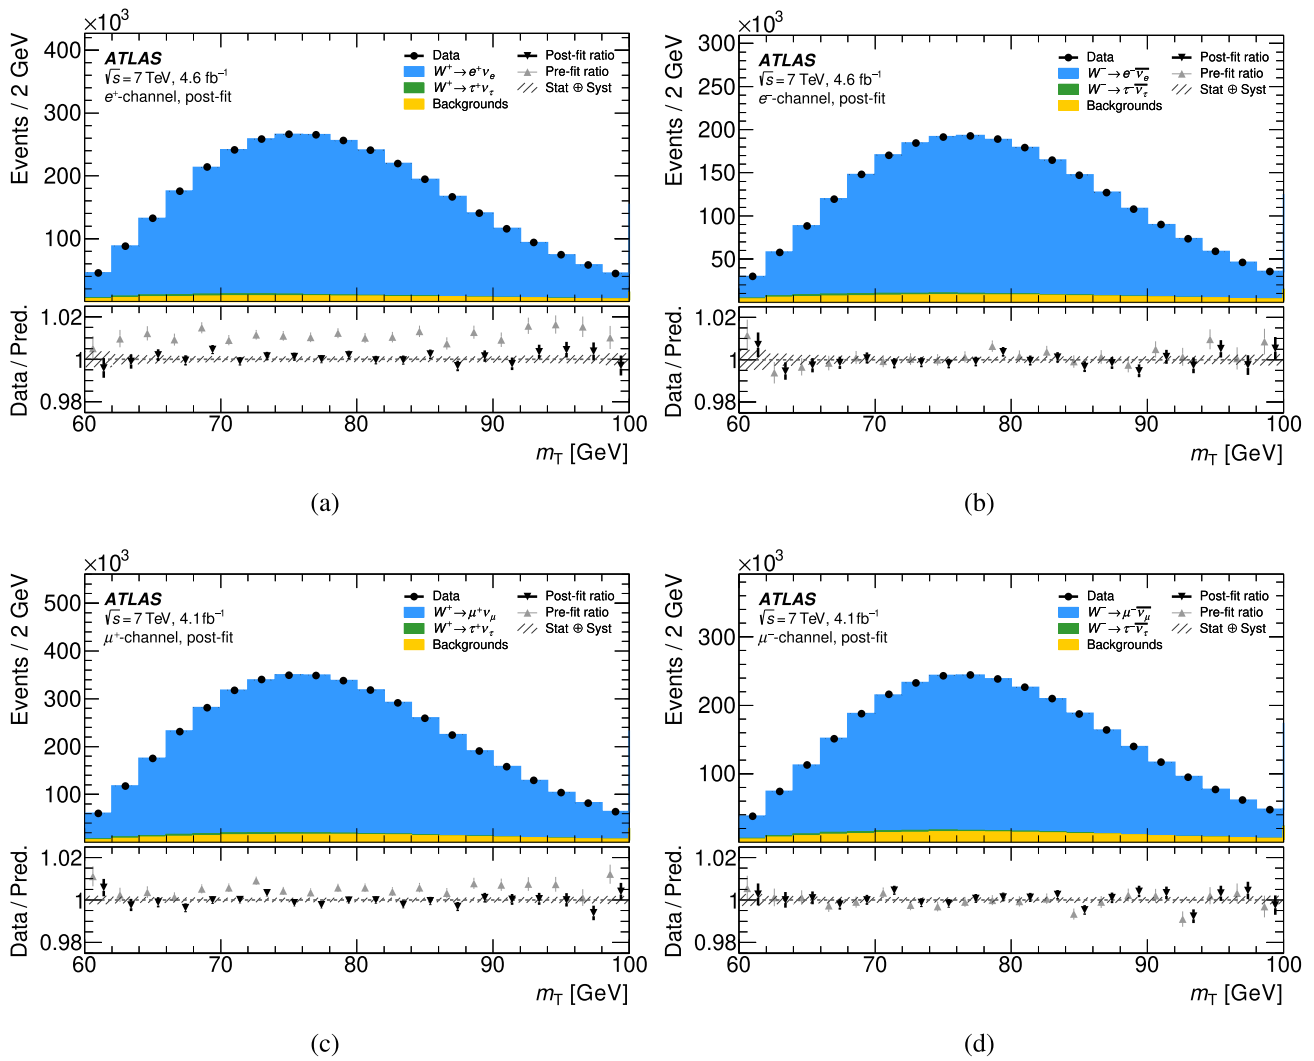 ×10³
Events / 2 GeV
400
300
200
100
ATLAS
√s = 7 TeV, 4.6 fb⁻¹
e⁺-channel, post-fit
Data
W⁺→e⁺νₑ
W⁺→τ⁺ν_τ
Backgrounds
Post-fit ratio
Pre-fit ratio
Stat ⊕ Syst
Data / Pred.
1.02
1
0.98
60 70 80 90 100
m_T [GeV]
(a)
×10³
Events / 2 GeV
300
250
200
150
100
50
ATLAS
√s = 7 TeV, 4.6 fb⁻¹
e⁻-channel, post-fit
Data
W⁻→e⁻ν̅ₑ
W⁻→τ⁻ν̅_τ
Backgrounds
Post-fit ratio
Pre-fit ratio
Stat ⊕ Syst
Data / Pred.
1.02
1
0.98
60 70 80 90 100
m_T [GeV]
(b)
×10³
Events / 2 GeV
500
400
300
200
100
ATLAS
√s = 7 TeV, 4.1 fb⁻¹
μ⁺-channel, post-fit
Data
W⁺→μ⁺ν_μ
W⁺→τ⁺ν_τ
Backgrounds
Post-fit ratio
Pre-fit ratio
Stat ⊕ Syst
Data / Pred.
1.02
1
0.98
60 70 80 90 100
m_T [GeV]
(c)
×10³
Events / 2 GeV
300
200
100
ATLAS
√s = 7 TeV, 4.1 fb⁻¹
μ⁻-channel, post-fit
Data
W⁻→μ⁻ν̅_μ
W⁻→τ⁻ν̅_τ
Backgrounds
Post-fit ratio
Pre-fit ratio
Stat ⊕ Syst
Data / Pred.
1.02
1
0.98
60 70 80 90 100
m_T [GeV]
(d)